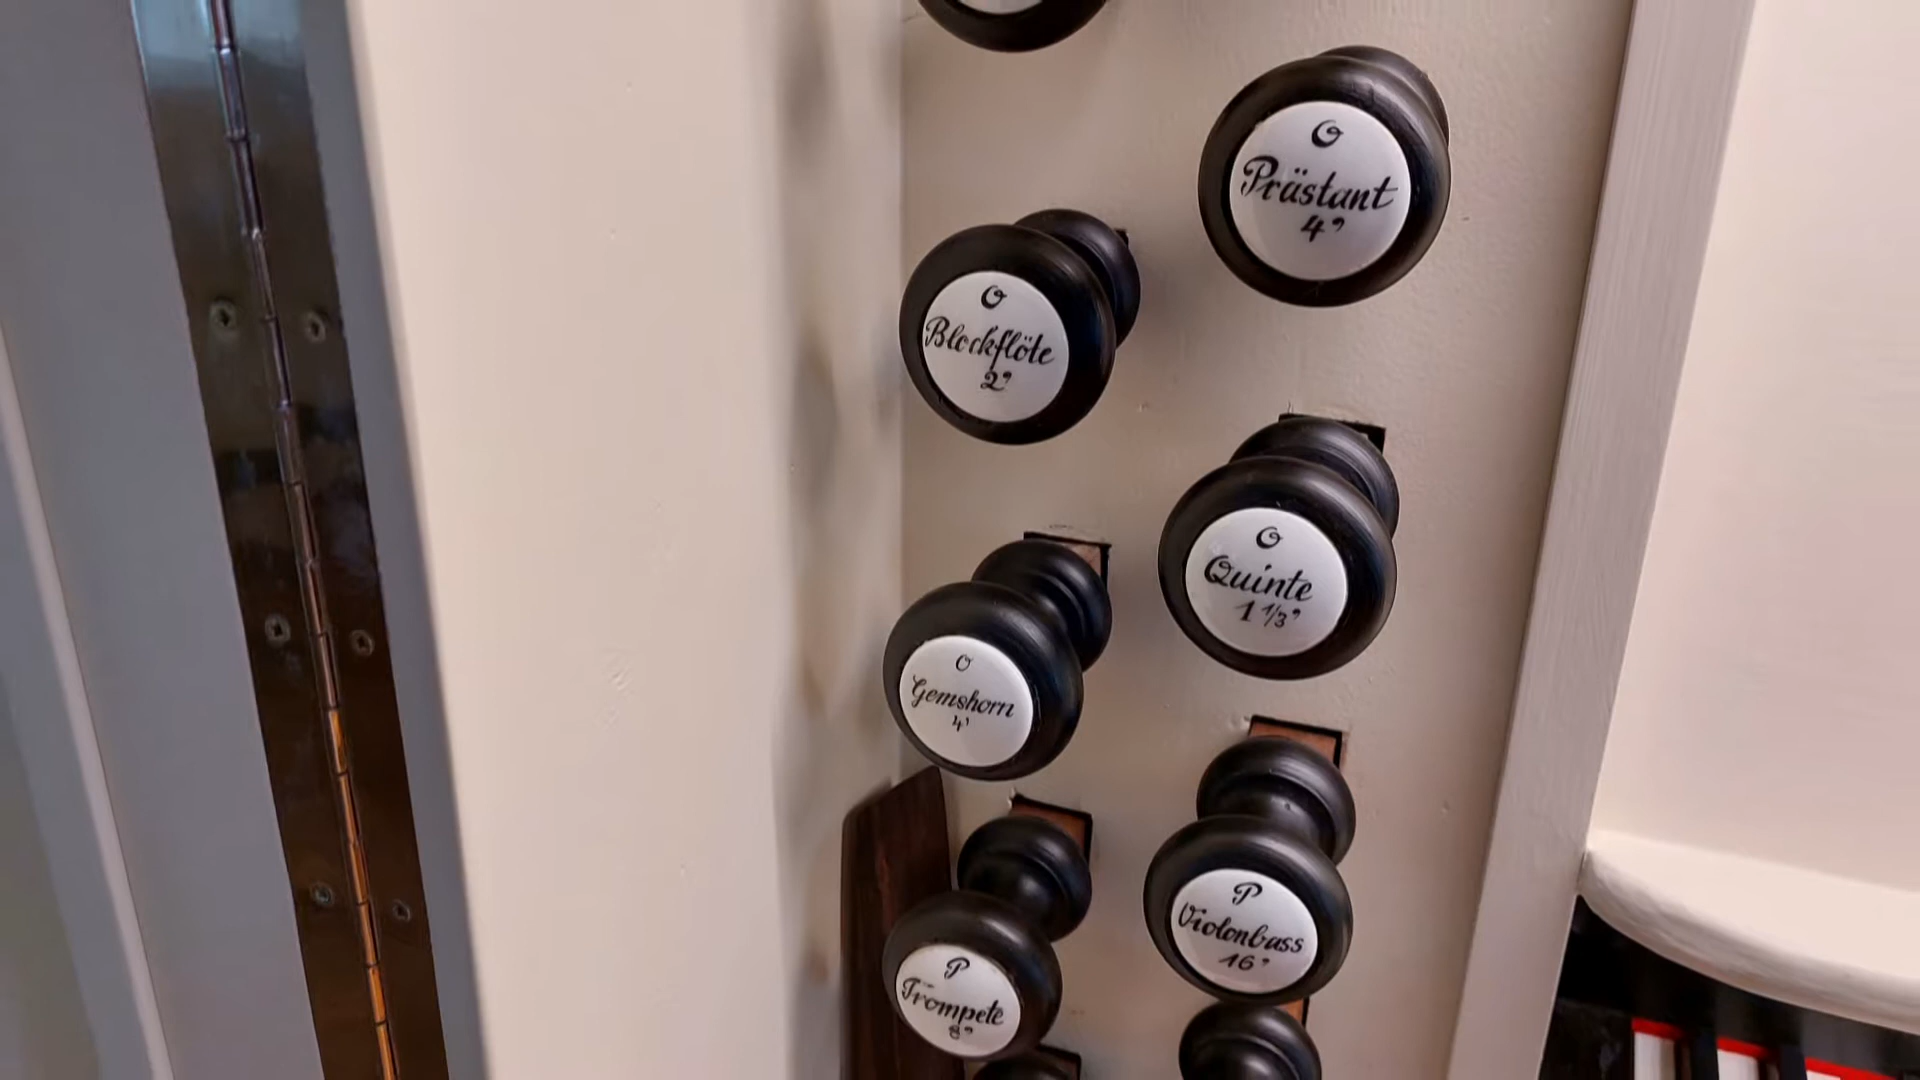 O
Prästant
4'
O
Blockflöte
2'
O
Quinte
1 1/3'
O
Gemshorn
4'
P
Violonbass
16'
P
Trompete
8'